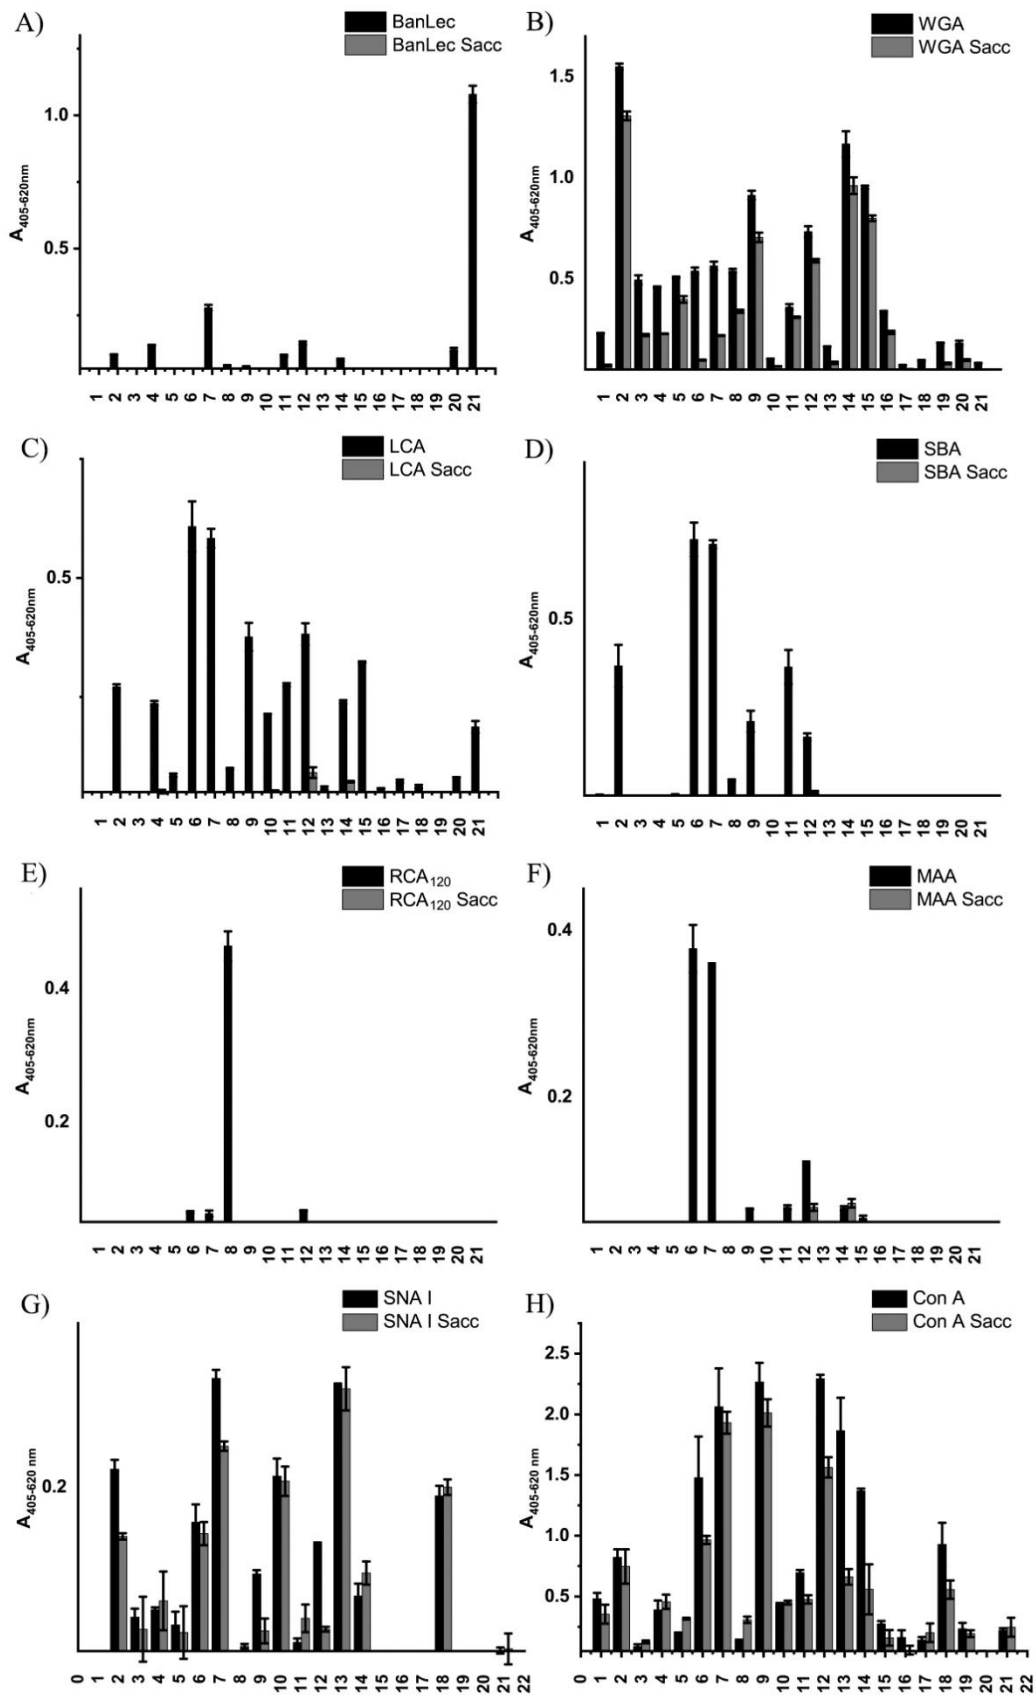 A)
BanLec
BanLec Sacc
A405-620nm
1.0
0.5
1 2 3 4 5 6 7 8 9 10 11 12 13 14 15 16 17 18 19 20 21
B)
WGA
WGA Sacc
A405-620nm
1.5
1.0
0.5
1 2 3 4 5 6 7 8 9 10 11 12 13 14 15 16 17 18 19 20 21
C)
LCA
LCA Sacc
A405-620nm
0.5
1 2 3 4 5 6 7 8 9 10 11 12 13 14 15 16 17 18 19 20 21
D)
SBA
SBA Sacc
A405-620nm
0.5
1 2 3 4 5 6 7 8 9 10 11 12 13 14 15 16 17 18 19 20 21
E)
RCA120
RCA120 Sacc
A405-620nm
0.4
0.2
1 2 3 4 5 6 7 8 9 10 11 12 13 14 15 16 17 18 19 20 21
F)
MAA
MAA Sacc
A405-620nm
0.4
0.2
1 2 3 4 5 6 7 8 9 10 11 12 13 14 15 16 17 18 19 20 21
G)
SNA I
SNA I Sacc
A405-620 nm
0.2
0 1 2 3 4 5 6 7 8 9 10 11 12 13 14 15 16 17 18 19 20 21 22
H)
Con A
Con A Sacc
A405-620 nm
2.5
2.0
1.5
1.0
0.5
0 1 2 3 4 5 6 7 8 9 10 11 12 13 14 15 16 17 18 19 20 21 22